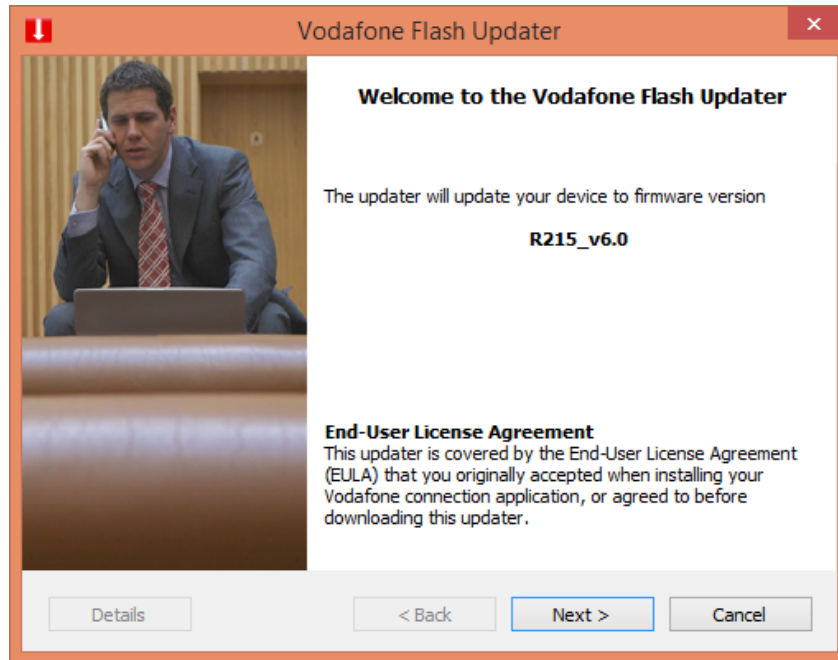 Vodafone Flash Updater
Welcome to the Vodafone Flash Updater
The updater will update your device to firmware version
R215_v6.0
End-User License Agreement
This updater is covered by the End-User License Agreement
(EULA) that you originally accepted when installing your
Vodafone connection application, or agreed to before
downloading this updater.
Details
< Back
Next >
Cancel